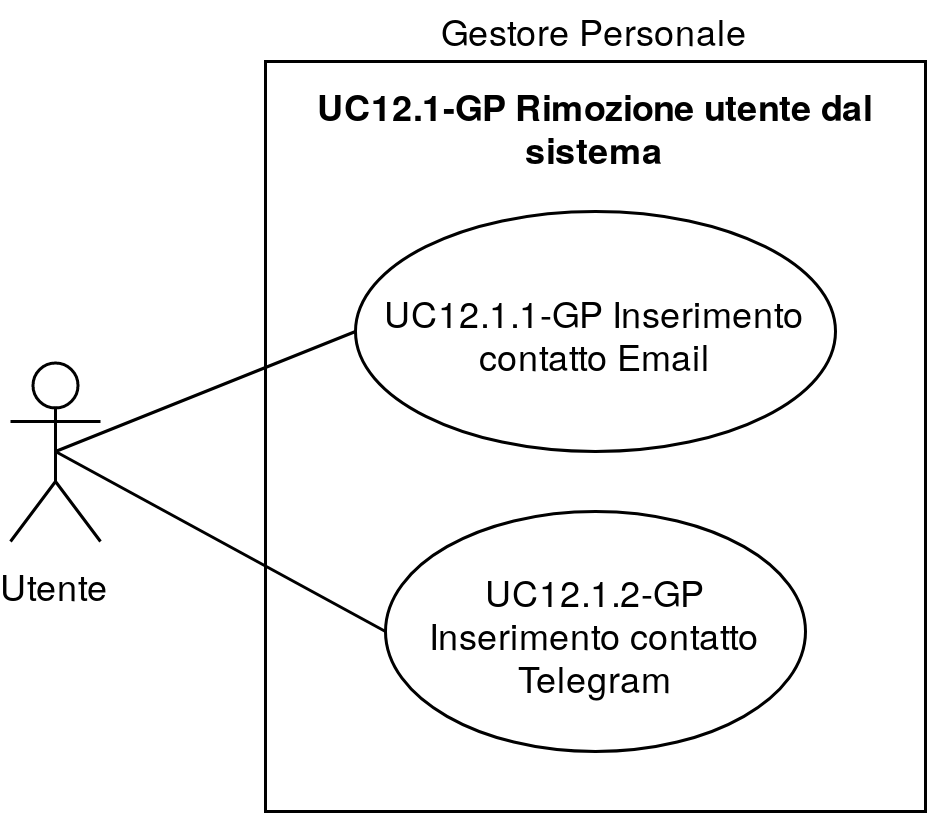 Gestore Personale
UC12.1-GP Rimozione utente dal
sistema
UC12.1.1-GP Inserimento
contatto Email
Utente
UC12.1.2-GP
Inserimento contatto
Telegram